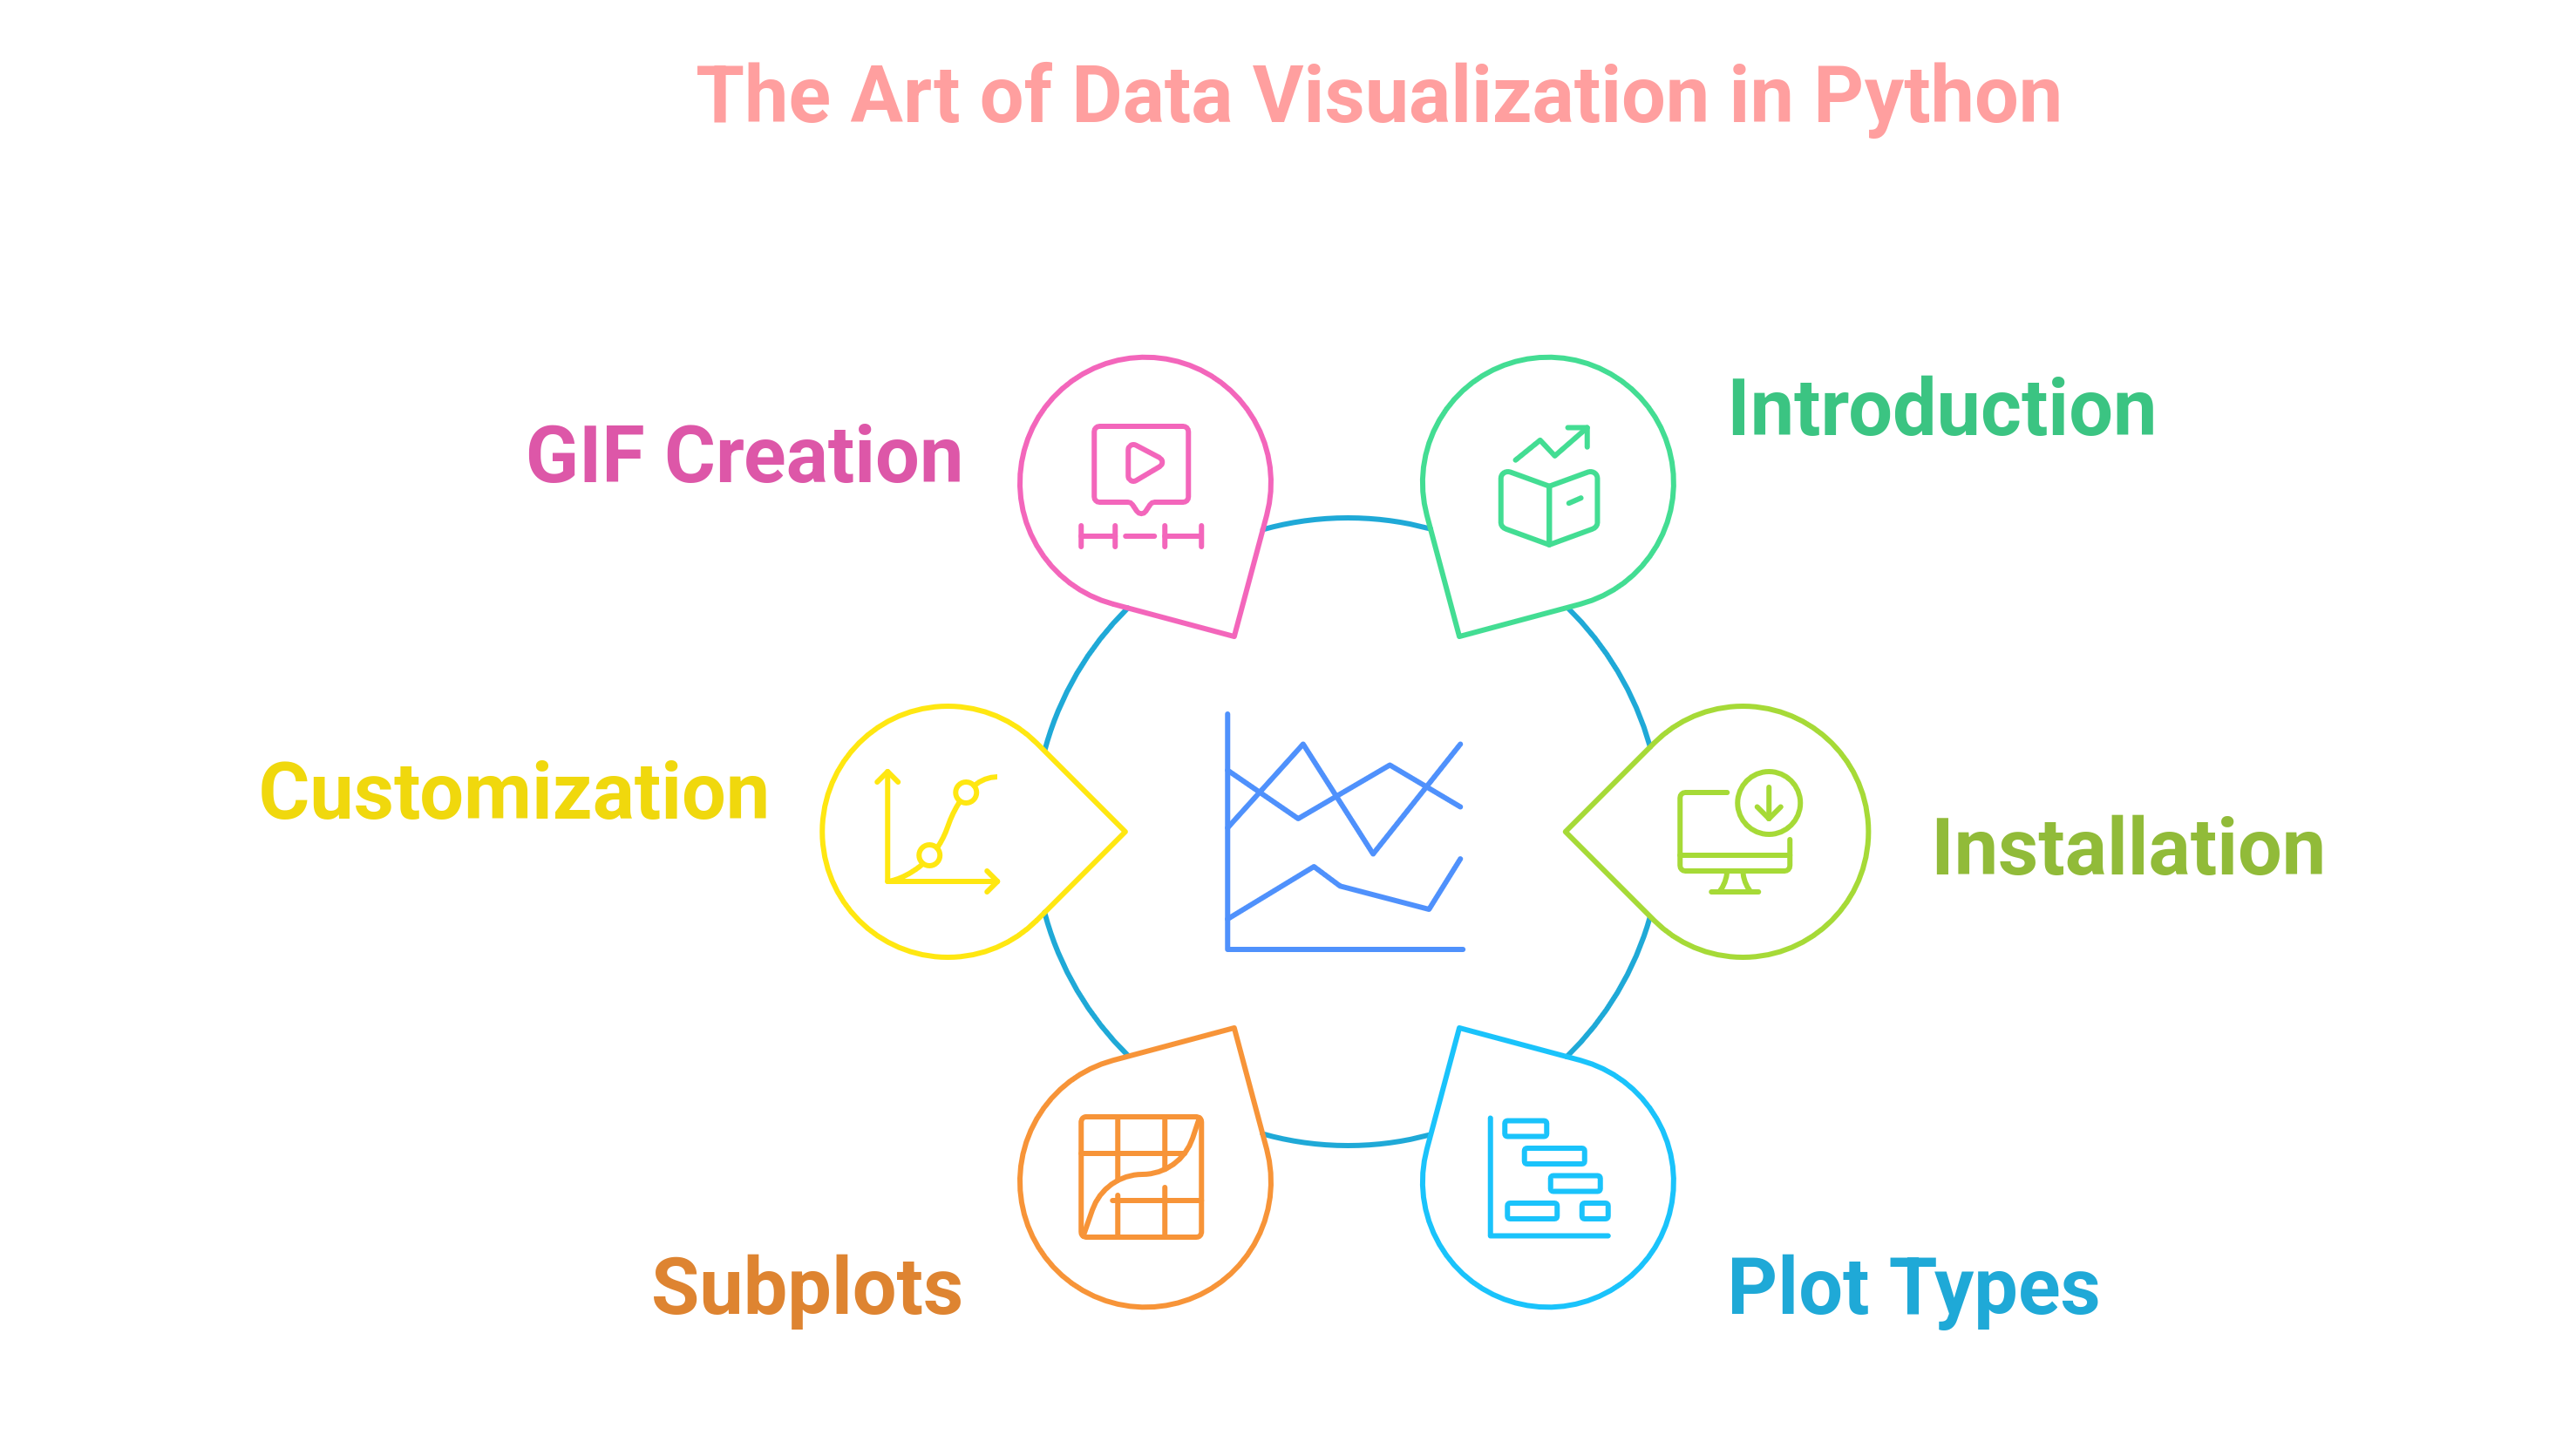 The Art of Data Visualization in Python
GIF Creation
Introduction
Customization
Installation
Subplots
Plot Types